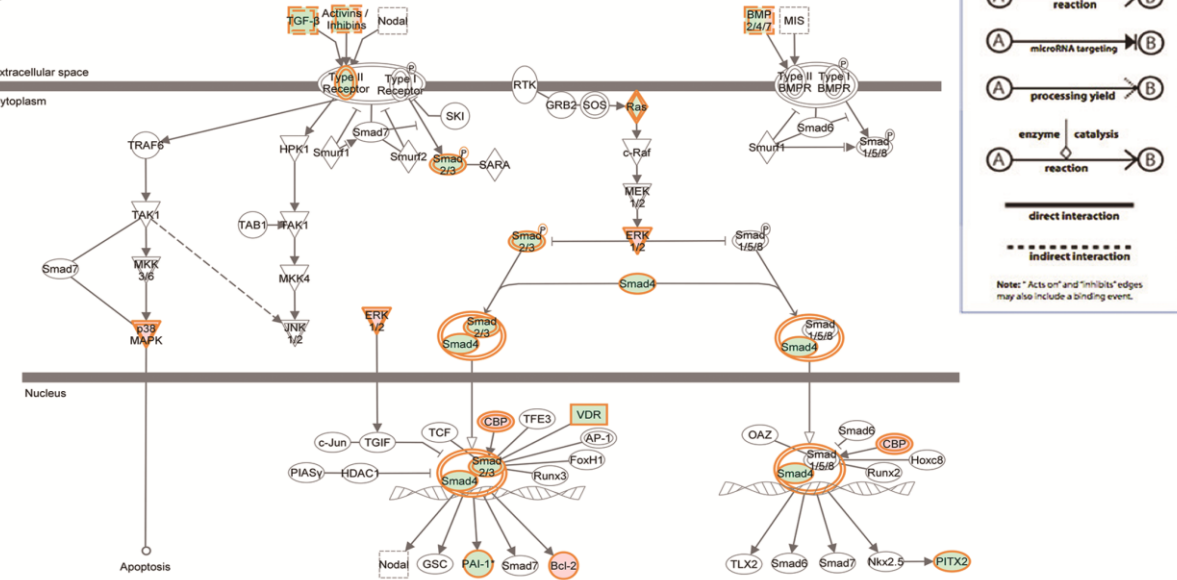 TGF-β
Activins /
Inhibins
Nodal
BMP
2/4/7
MIS
reaction
A
B
microRNA targeting
A
B
processing yield
A
B
enzyme
catalysis
A
B
reaction
direct interaction
indirect interaction
Note: "Acts on" and "inhibits" edges
may also include a binding event.
xtracellular space
ytoplasm
Type II
Receptor
Type I
Receptor
P
RTK
GRB2
SOS
Ras
Type II
BMPR
Type I
BMPR
P
TRAF6
HPK1
Smurf1
Smad7
Smurf2
SKI
Smad
2/3
P
SARA
c-Raf
Smurf1
Smad6
Smad
1/5/8
P
TAK1
TAB1
TAK1
MEK
1/2
Smad
2/3
P
ERK
1/2
Smad
1/5/8
P
Smad7
MKK
3/6
MKK4
Smad4
p38
MAPK
JNK
1/2
ERK
1/2
Smad
2/3
Smad4
Smad
1/5/8
Smad4
Nucleus
c-Jun
TGIF
TCF
CBP
TFE3
VDR
AP-1
FoxH1
Runx3
PIASy
HDAC1
Smad
2/3
Smad4
OAZ
Smad6
CBP
Hoxc8
Runx2
Smad
1/5/8
Smad4
Apoptosis
Nodal
GSC
PAI-1*
Smad7
Bcl-2
TLX2
Smad6
Smad7
Nkx2.5
PITX2